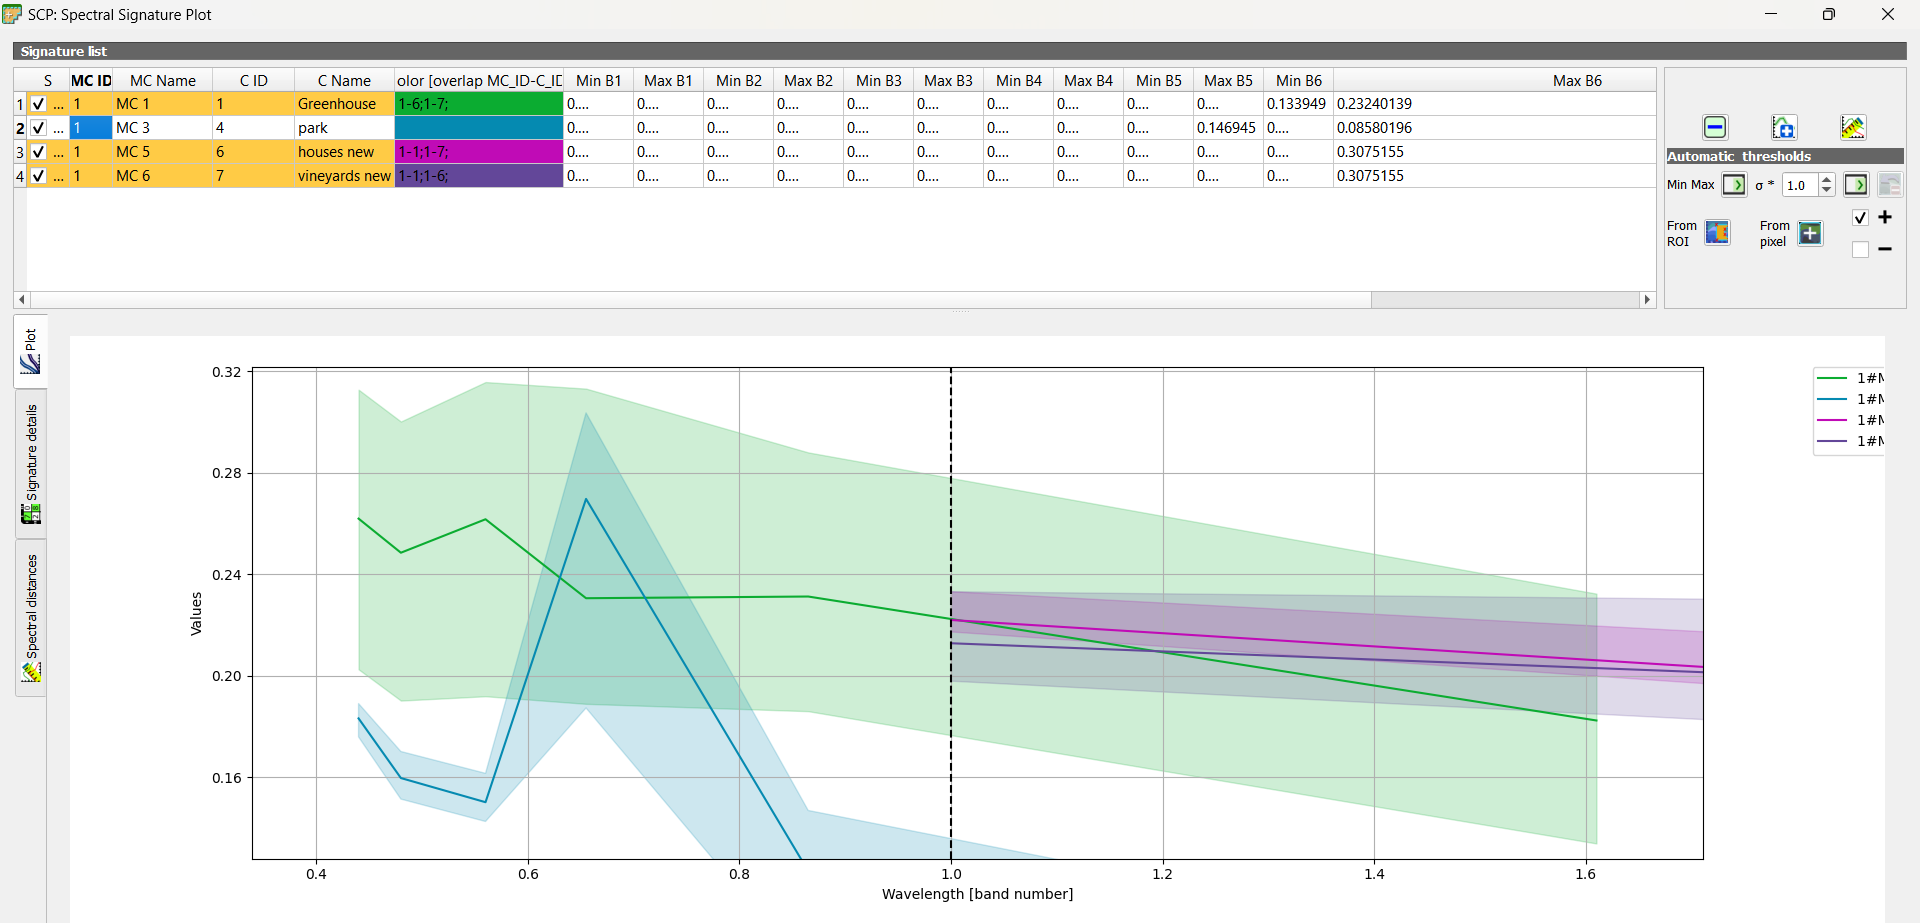 SCP: Spectral Signature Plot
Signature list
S MC ID MC Name C ID C Name olor [overlap MC_ID-C_ID Min B1 Max B1 Min B2 Max B2 Min B3 Max B3 Min B4 Max B4 Min B5 Max B5 Min B6 Max B6
1 ... 1 MC 1 1 Greenhouse 1-6;1-7; 0.... 0.... 0.... 0.... 0.... 0.... 0.... 0.... 0.... 0.... 0.133949 0.23240139
2 ... 1 MC 3 4 park 0.... 0.... 0.... 0.... 0.... 0.... 0.... 0.... 0.... 0.146945 0.... 0.08580196
3 ... 1 MC 5 6 houses new 1-1;1-7; 0.... 0.... 0.... 0.... 0.... 0.... 0.... 0.... 0.... 0.... 0.... 0.3075155
4 ... 1 MC 6 7 vineyards new 1-1;1-6; 0.... 0.... 0.... 0.... 0.... 0.... 0.... 0.... 0.... 0.... 0.... 0.3075155
Automatic thresholds
Min Max σ * 1.0
From ROI From pixel
Plot
Signature details
Spectral distances
0.32
0.28
0.24
0.20
0.16
Values
0.4 0.6 0.8 1.0 1.2 1.4 1.6
Wavelength [band number]
1#M
1#M
1#M
1#M